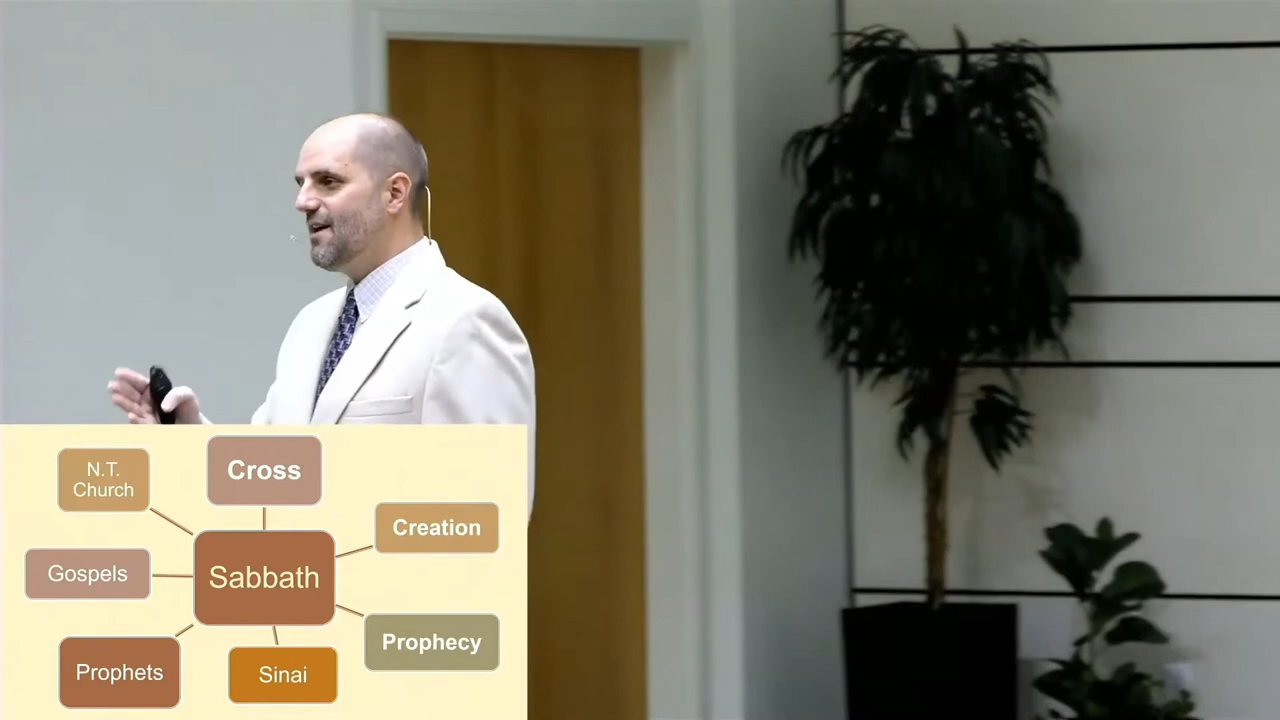 N.T.
Church
Cross
Creation
Gospels
Sabbath
Prophecy
Prophets
Sinai